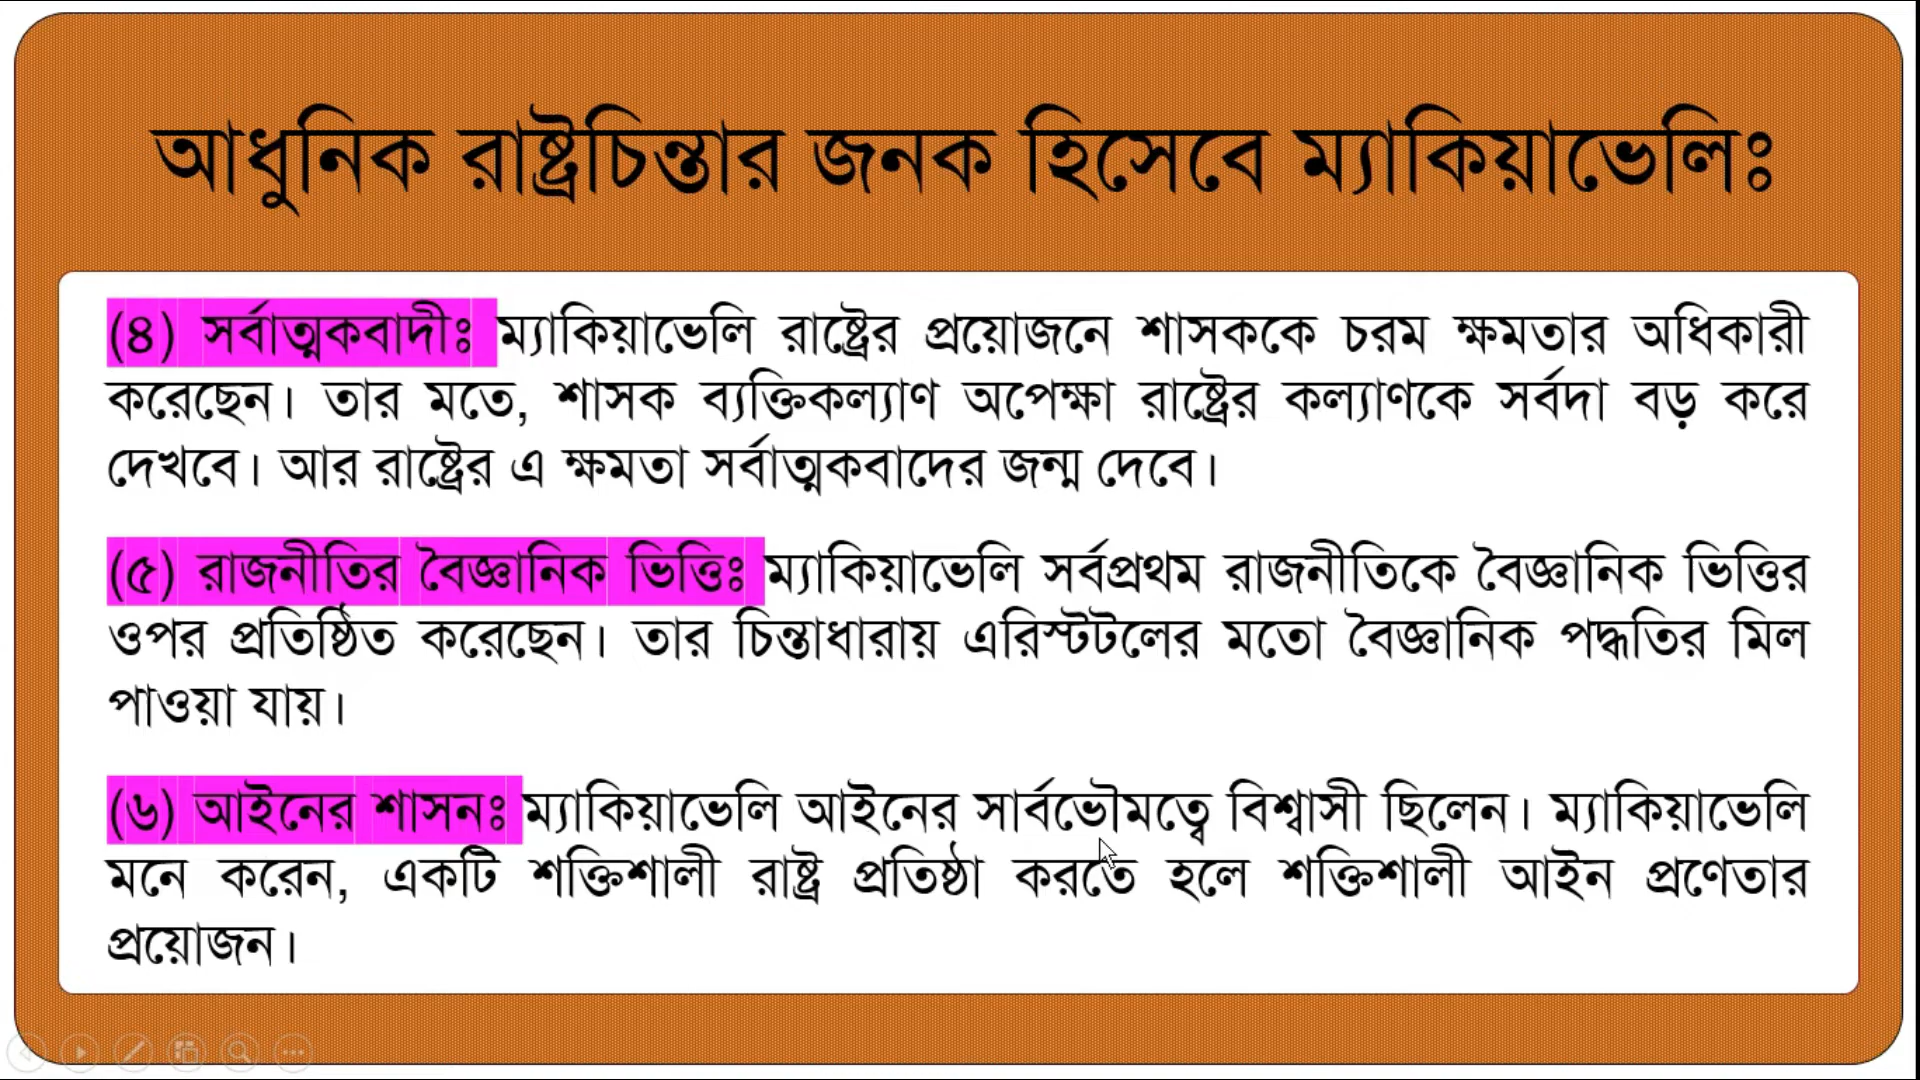 আধুনিক রাষ্ট্রচিন্তার জনক হিসেবে ম্যাকিয়াভেলিঃ
(৪) সর্বাত্মকবাদীঃ ম্যাকিয়াভেলি রাষ্ট্রের প্রয়োজনে শাসককে চরম ক্ষমতার অধিকারী
করেছেন। তার মতে, শাসক ব্যক্তিকল্যাণ অপেক্ষা রাষ্ট্রের কল্যাণকে সর্বদা বড় করে
দেখবে। আর রাষ্ট্রের এ ক্ষমতা সর্বাত্মকবাদের জন্ম দেবে।
(৫) রাজনীতির বৈজ্ঞানিক ভিত্তিঃ ম্যাকিয়াভেলি সর্বপ্রথম রাজনীতিকে বৈজ্ঞানিক ভিত্তির
ওপর প্রতিষ্ঠিত করেছেন। তার চিন্তাধারায় এরিস্টটলের মতো বৈজ্ঞানিক পদ্ধতির মিল
পাওয়া যায়।
(৬) আইনের শাসনঃ ম্যাকিয়াভেলি আইনের সার্বভৌমত্বে বিশ্বাসী ছিলেন। ম্যাকিয়াভেলি
মনে করেন, একটি শক্তিশালী রাষ্ট্র প্রতিষ্ঠা করতে হলে শক্তিশালী আইন প্রণেতার
প্রয়োজন।